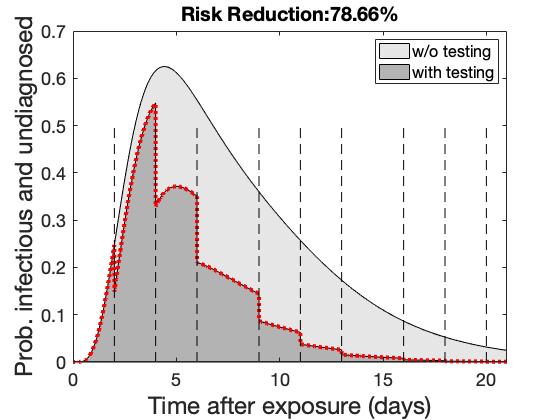 Risk Reduction:78.66%
Prob. infectious and undiagnosed
0.7
0.6
0.5
0.4
0.3
0.2
0.1
0
w/o testing
with testing
0 5 10 15 20
Time after exposure (days)